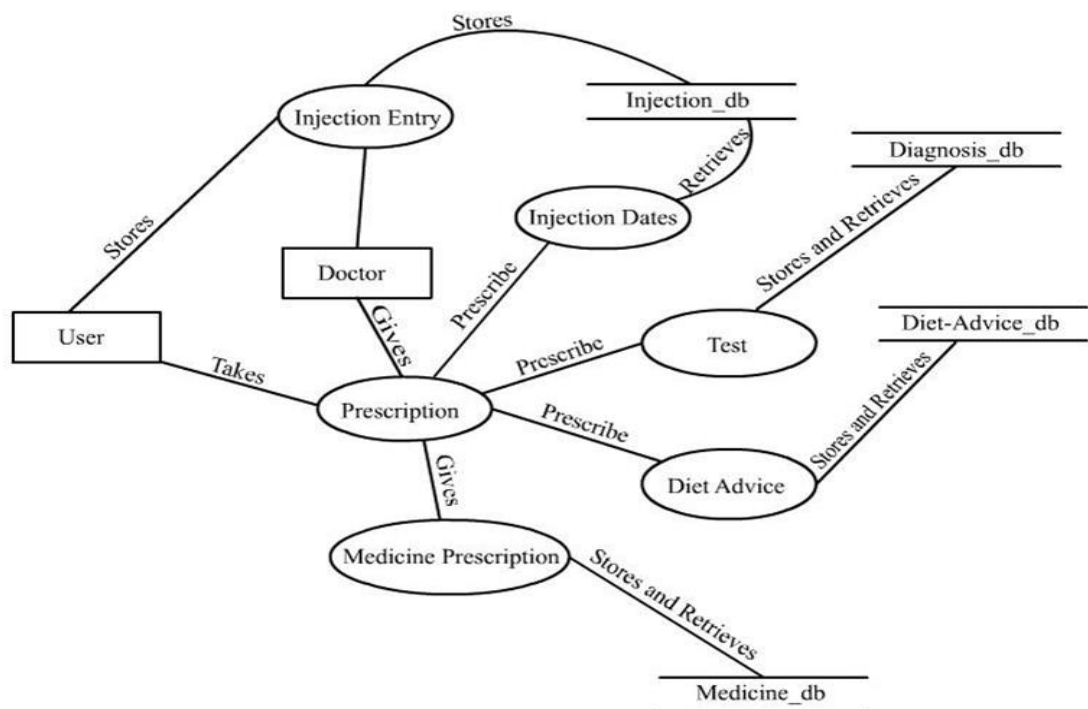 Stores
Injection Entry
Injection_db
Retrieves
Diagnosis_db
Injection Dates
Stores
Stores and Retrieves
Doctor
Prescribe
User
Gives
Test
Diet-Advice_db
Takes
Prescribe
Prescription
Prescribe
Stores and Retrieves
Gives
Diet Advice
Medicine Prescription
Stores and Retrieves
Medicine_db